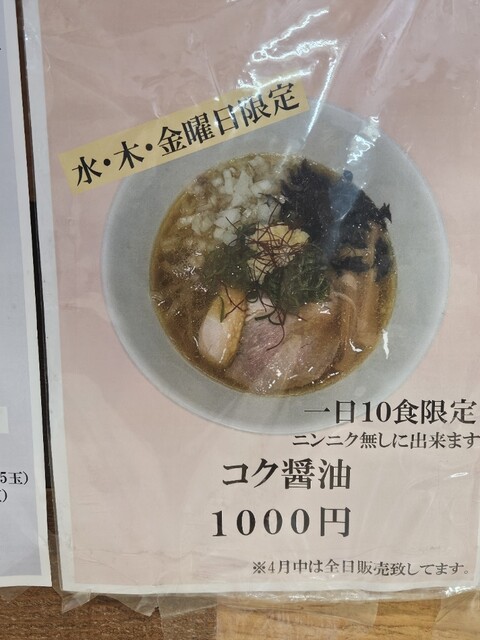 水・木・金曜日限定
一日10食限定
ニンニク無しに出来ます
コク醤油
1000円
※4月中は全日販売致してます。
5玉)